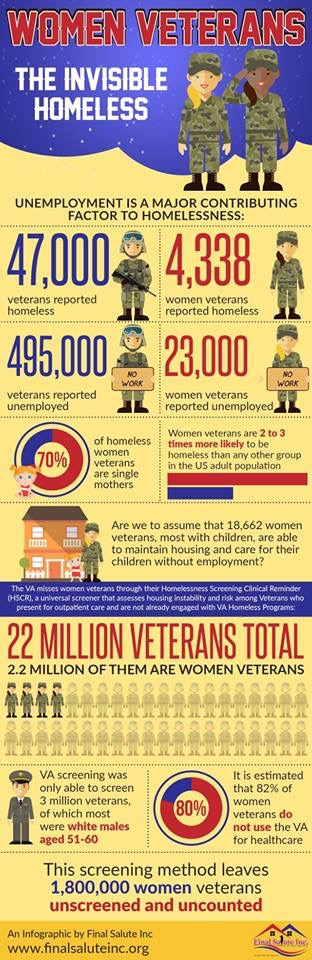 WOMEN VETERANS
THE INVISIBLE
HOMELESS
UNEMPLOYMENT IS A MAJOR CONTRIBUTING
FACTOR TO HOMELESSNESS:
47,000
veterans reported
homeless
4,338
women veterans
reported homeless
495,000
veterans reported
unemployed
NO
WORK
23,000
women veterans
reported unemployed
NO
WORK
70%
of homeless
women
veterans
are single
mothers
Women veterans are 2 to 3
times more likely to be
homeless than any other group
in the US adult population
Are we to assume that 18,662 women
veterans, most with children, are able
to maintain housing and care for their
children without employment?
The VA misses women veterans through their Homelessness Screening Clinical Reminder
(HSCR), a universal screener that assesses housing instability and risk among Veterans who
present for outpatient care and are not already engaged with VA Homeless Programs:
22 MILLION VETERANS TOTAL
2.2 MILLION OF THEM ARE WOMEN VETERANS
VA screening was
only able to screen
3 million veterans,
of which most
were white males
aged 51-60
80%
It is estimated
that 82% of
women
veterans do
not use the VA
for healthcare
This screening method leaves
1,800,000 women veterans
unscreened and uncounted
An Infographic by Final Salute Inc
www.finalsaluteinc.org
Final Salute Inc.